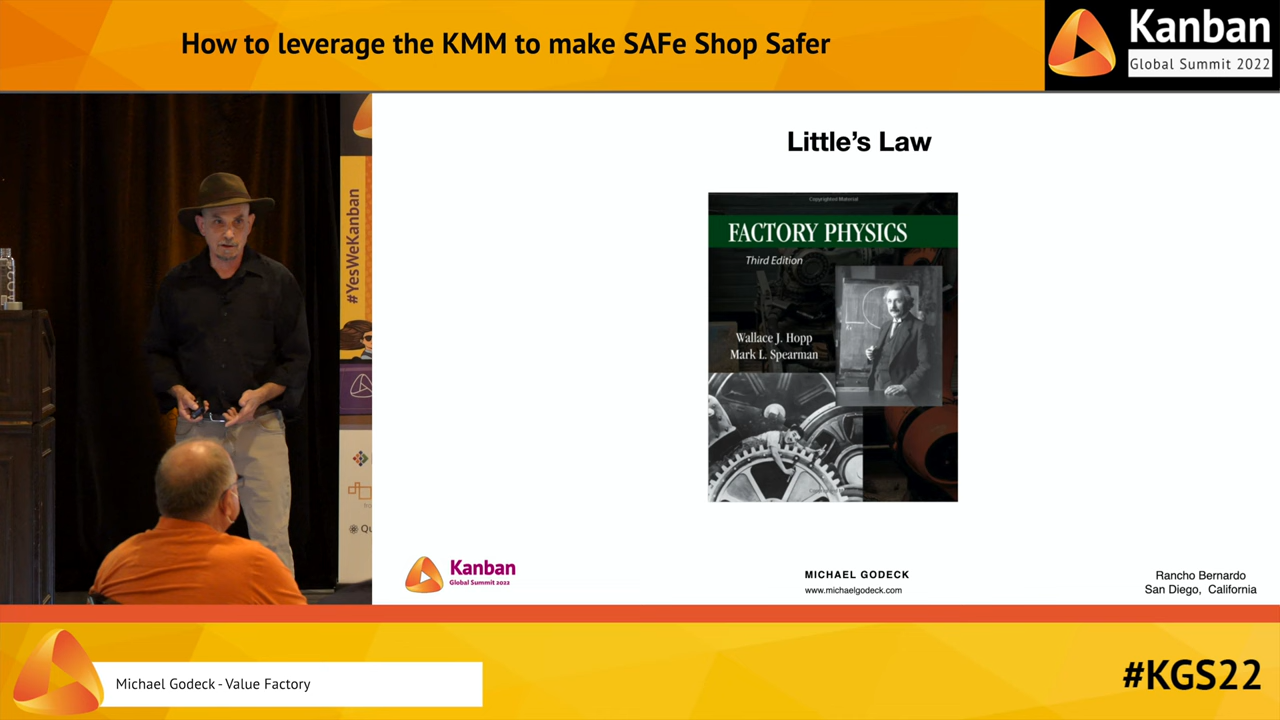 How to leverage the KMM to make SAFe Shop Safer
Kanban
Global Summit 2022
#YesWeKanban
Little's Law
Copyrighted Material
FACTORY PHYSICS
Third Edition
Wallace J. Hopp
Mark L. Spearman
Kanban
Global Summit 2022
MICHAEL GODECK
www.michaelgodeck.com
Rancho Bernardo
San Diego, California
Michael Godeck - Value Factory
#KGS22